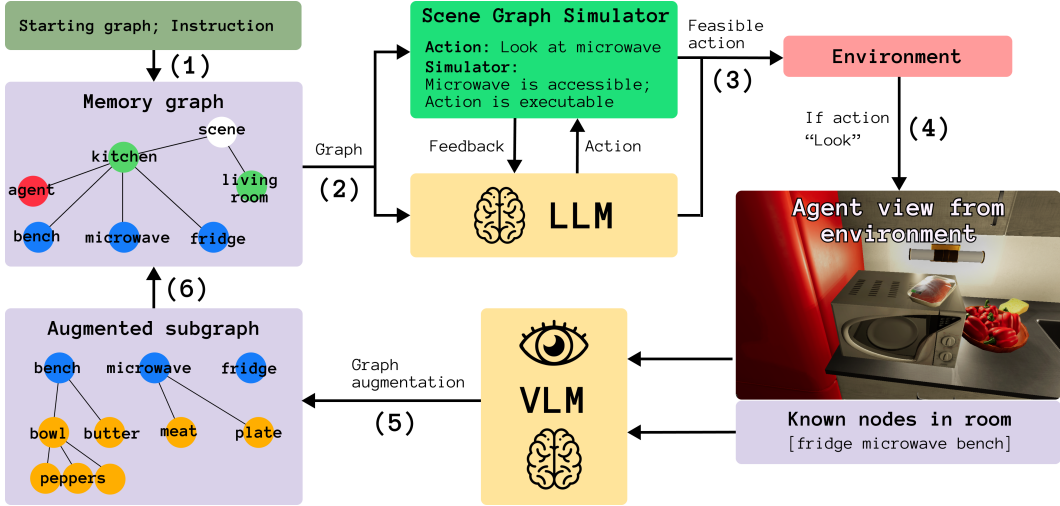 Starting graph; Instruction
(1)
Memory graph
scene
kitchen
agent
living
room
bench
microwave
fridge
Graph
(2)
Scene Graph Simulator
Action: Look at microwave
Simulator:
Microwave is accessible;
Action is executable
Feedback
Action
LLM
Feasible
action
(3)
Environment
If action
“Look”
(4)
Agent view from
environment
Known nodes in room
[fridge microwave bench]
VLM
Graph
augmentation
(5)
Augmented subgraph
bench
microwave
fridge
bowl
butter
meat
plate
peppers
(6)